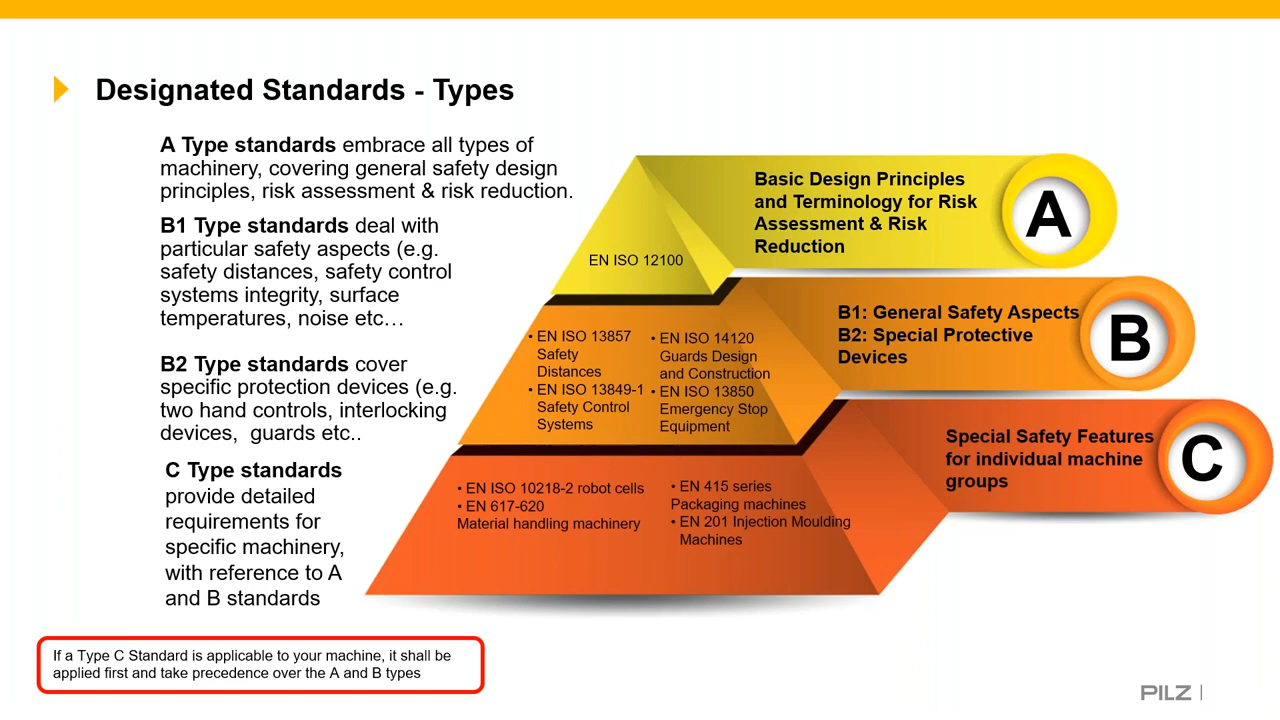 Designated Standards - Types
A Type standards embrace all types of
machinery, covering general safety design
principles, risk assessment & risk reduction.
B1 Type standards deal with
particular safety aspects (e.g.
safety distances, safety control
systems integrity, surface
temperatures, noise etc…
B2 Type standards cover
specific protection devices (e.g.
two hand controls, interlocking
devices,  guards etc..
C Type standards
provide detailed
requirements for
specific machinery,
with reference to A
and B standards
If a Type C Standard is applicable to your machine, it shall be
applied first and take precedence over the A and B types
EN ISO 12100
Basic Design Principles
and Terminology for Risk
Assessment & Risk
Reduction
A
• EN ISO 13857
Safety
Distances
• EN ISO 13849-1
Safety Control
Systems
• EN ISO 14120
Guards Design
and Construction
• EN ISO 13850
Emergency Stop
Equipment
B1: General Safety Aspects
B2: Special Protective
Devices
B
• EN ISO 10218-2 robot cells
• EN 617-620
Material handling machinery
• EN 415 series
Packaging machines
• EN 201 Injection Moulding
Machines
Special Safety Features
for individual machine
groups
C
PILZ